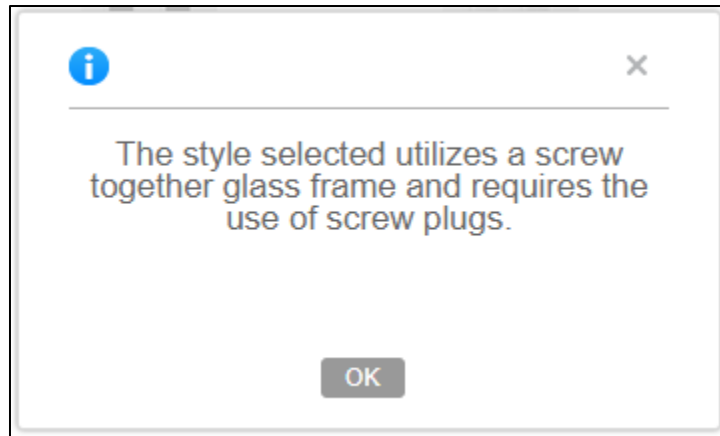 The style selected utilizes a screw
together glass frame and requires the
use of screw plugs.
OK